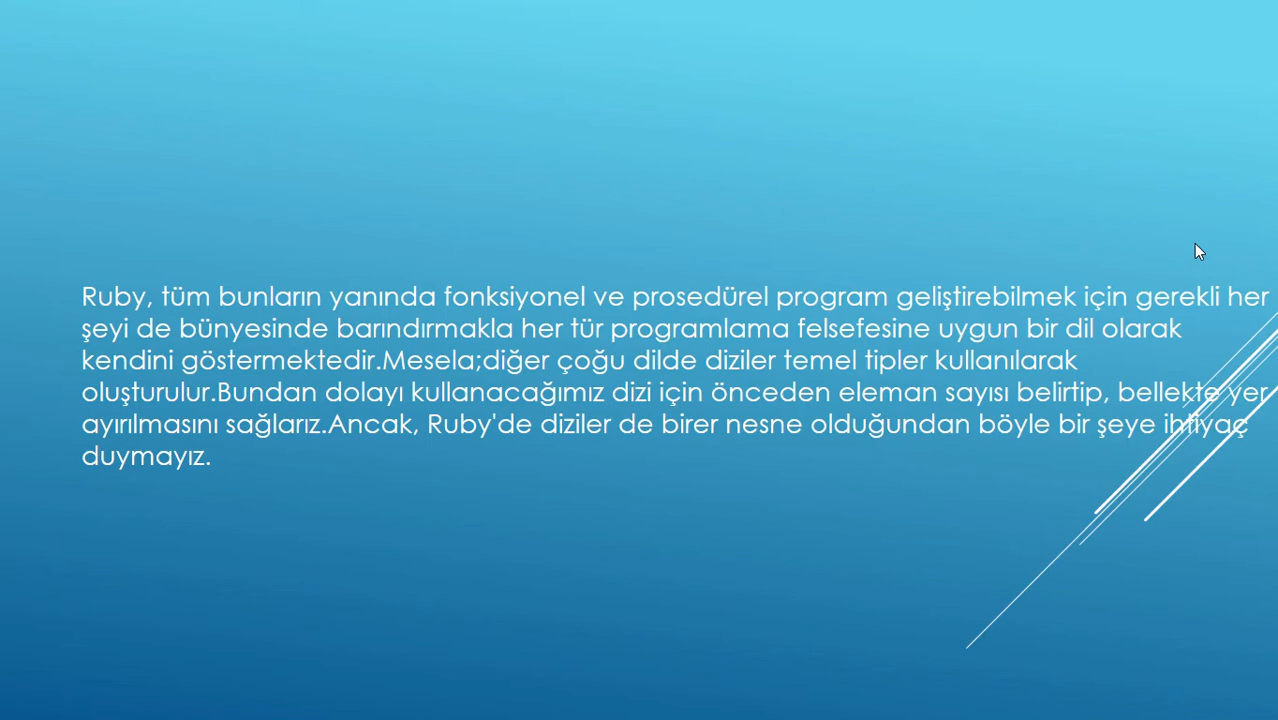 Ruby, tüm bunların yanında fonksiyonel ve prosedürel program geliştirebilmek için gerekli her
şeyi de bünyesinde barındırmakla her tür programlama felsefesine uygun bir dil olarak
kendini göstermektedir.Mesela;diğer çoğu dilde diziler temel tipler kullanılarak
oluşturulur.Bundan dolayı kullanacağımız dizi için önceden eleman sayısı belirtip, bellekte yer
ayırılmasını sağlarız.Ancak, Ruby'de diziler de birer nesne olduğundan böyle bir şeye ihtiyaç
duymayız.